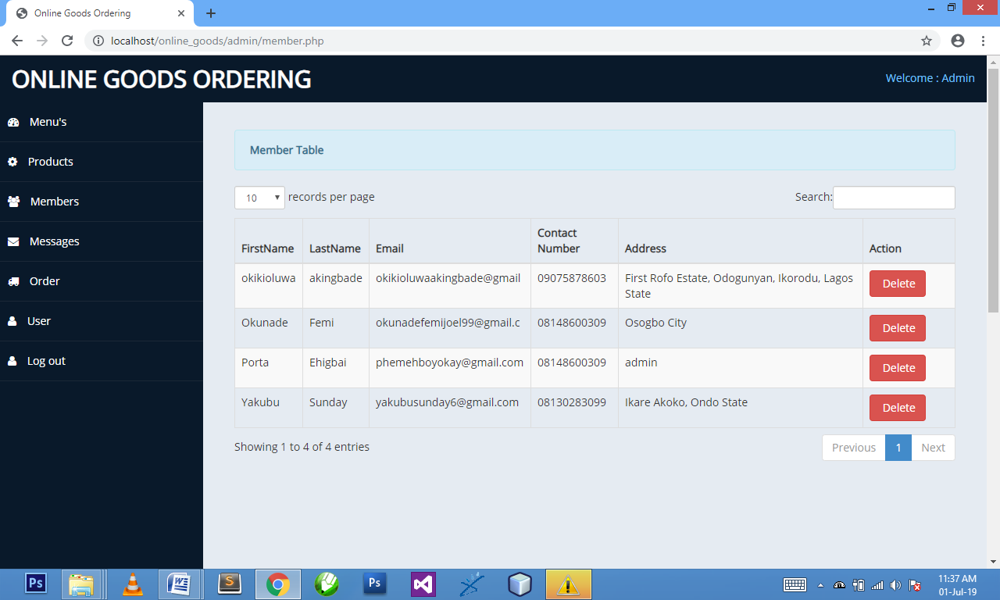 Online Goods Ordering
localhost/online_goods/admin/member.php
ONLINE GOODS ORDERING
Welcome : Admin
Menu's
Products
Members
Messages
Order
User
Log out
Member Table
10 records per page
Search:
FirstName LastName Email Contact Number Address Action
okikioluwa akingbade okikioluwaakingbade@gmail 09075878603 First Rofo Estate, Odogunyan, Ikorodu, Lagos State Delete
Okunade Femi okunadefemijoel99@gmail.c 08148600309 Osogbo City Delete
Porta Ehigbai phemehboyokay@gmail.com 08148600309 admin Delete
Yakubu Sunday yakubusunday6@gmail.com 08130283099 Ikare Akoko, Ondo State Delete
Showing 1 to 4 of 4 entries
Previous 1 Next
Ps
W
S
Ps
11:37 AM
01-Jul-19